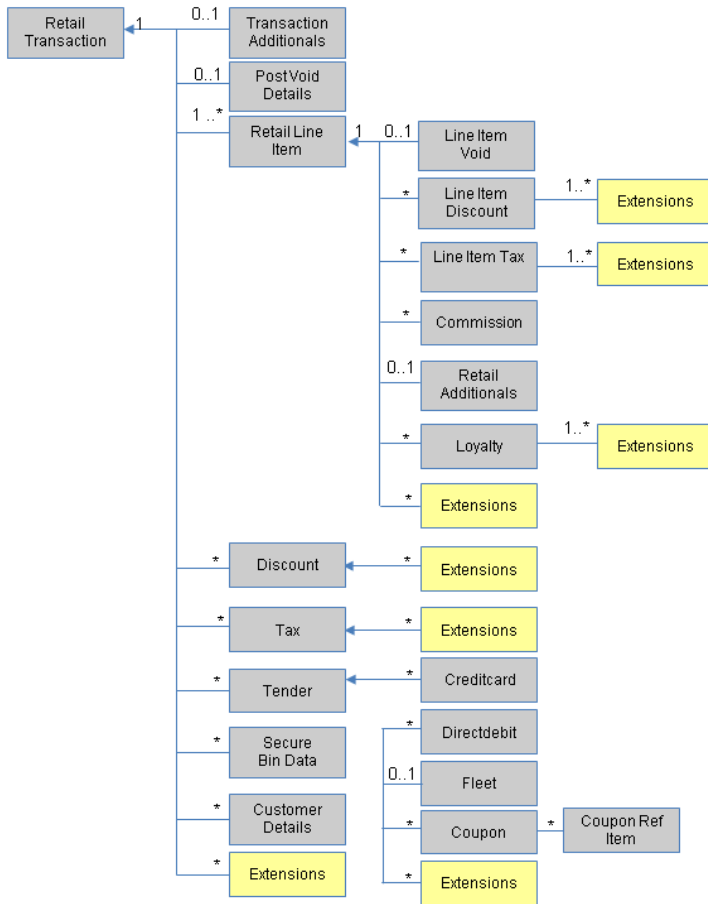 Retail
Transaction
1
0..1
Transaction
Additionals
0..1
PostVoid
Details
1 ..*
Retail Line
Item
1
0..1
Line Item
Void
*
Line Item
Discount
1..*
Extensions
*
Line Item Tax
1..*
Extensions
*
Commission
0..1
Retail
Additionals
*
Loyalty
1..*
Extensions
*
Extensions
*
Discount
*
Extensions
*
Tax
*
Extensions
*
Tender
*
Creditcard
*
Secure
Bin Data
*
Directdebit
0..1
Fleet
*
Customer
Details
*
Coupon
*
Coupon Ref
Item
*
Extensions
*
Extensions